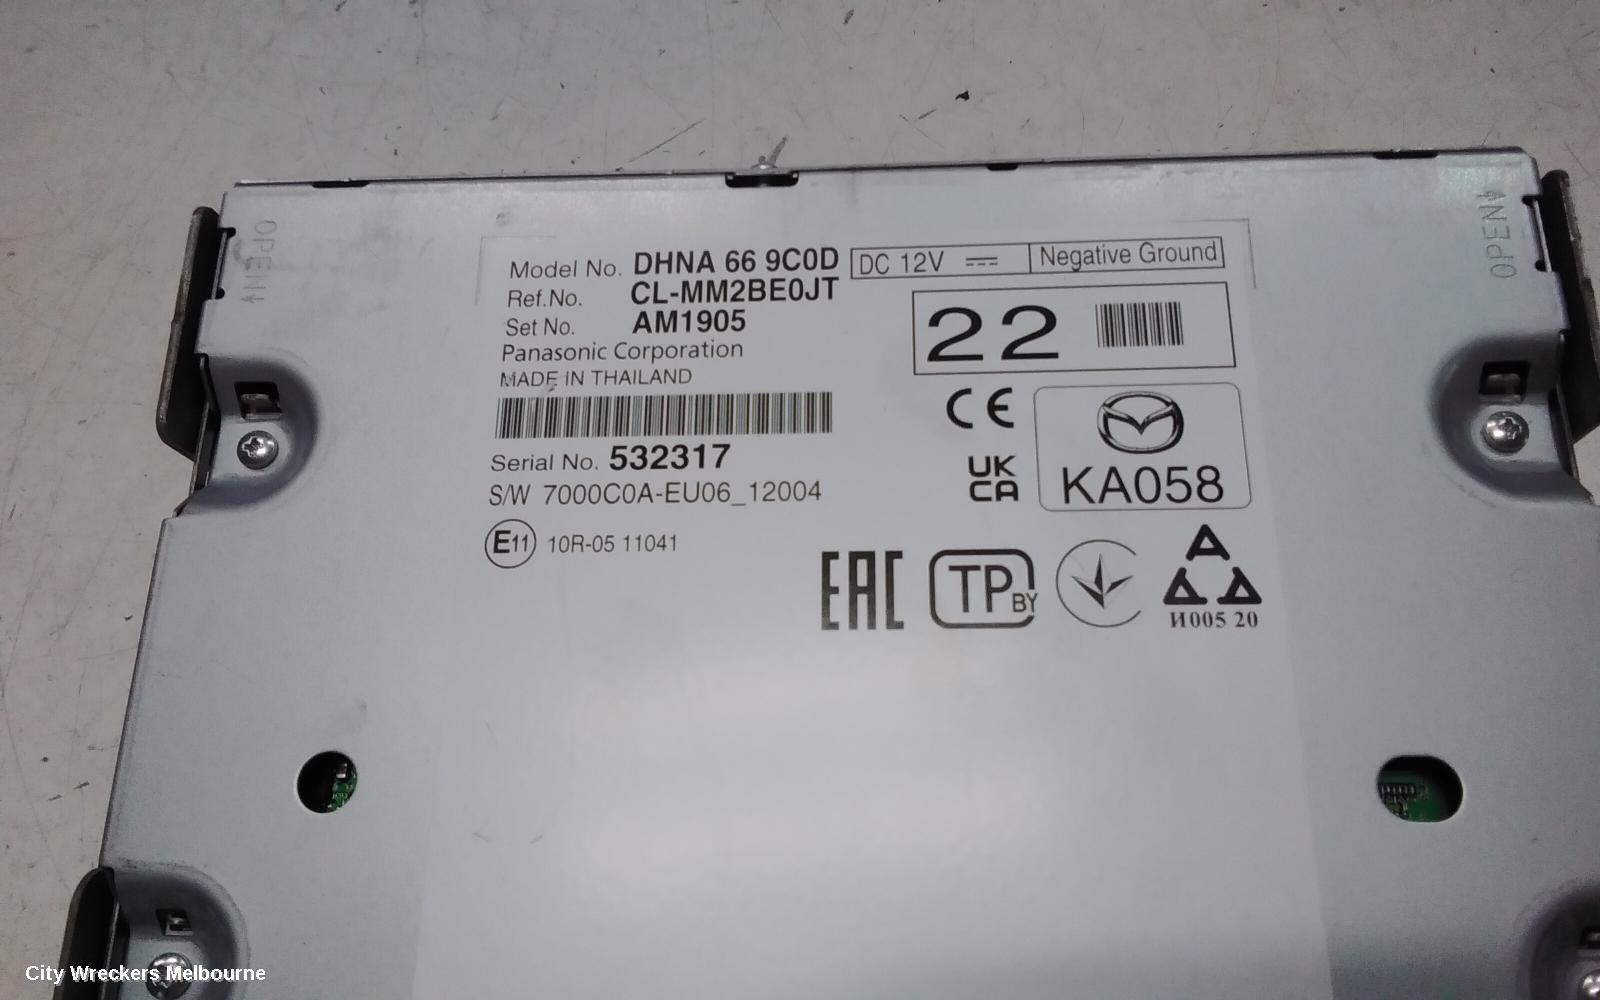 OPEN
OPEN
Model No. DHNA 66 9C0D
DC 12V
Negative Ground
Ref.No. CL-MM2BE0JT
Set No. AM1905
22
Panasonic Corporation
MADE IN THAILAND
CE
Serial No. 532317
UK
CA
KA058
S/W 7000C0A-EU06_12004
E11 10R-05 11041
EAC
TP BY
И005 20
City Wreckers Melbourne